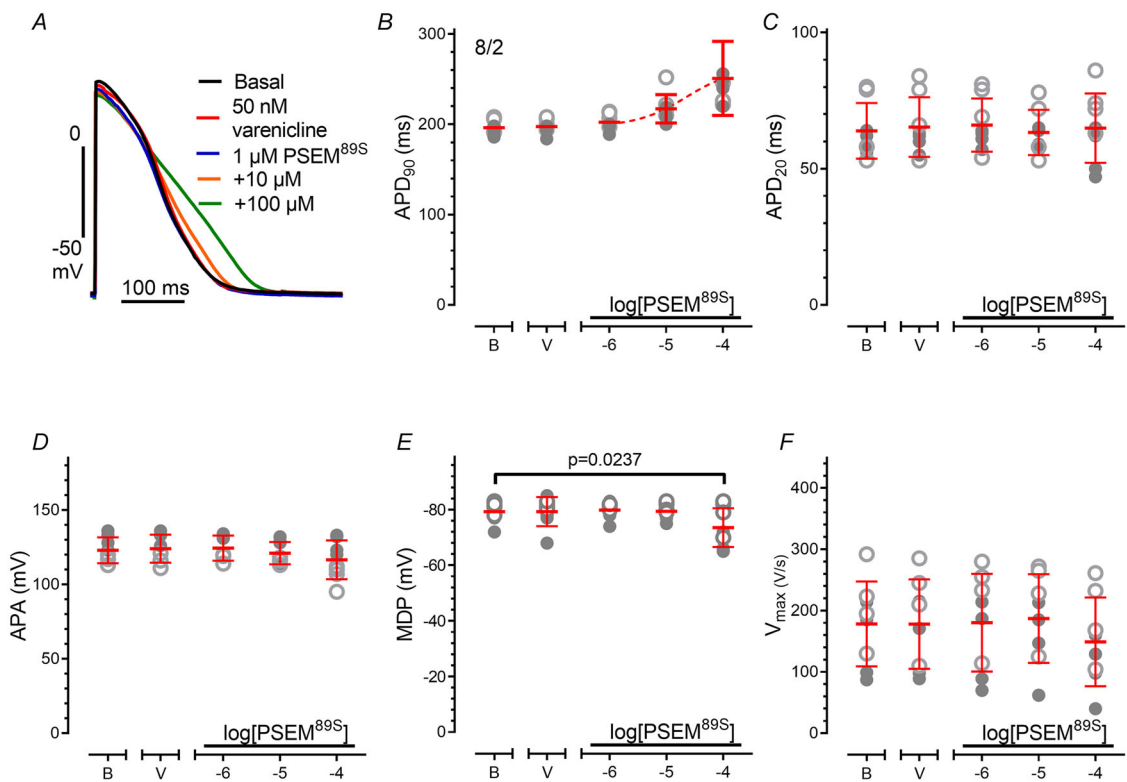 A
0
-50
mV
100 ms
Basal
50 nM
varenicline
1 µM PSEM89S
+10 µM
+100 µM
B
8/2
APD90 (ms)
300
200
100
0
log[PSEM89S]
B V -6 -5 -4
C
APD20 (ms)
100
50
0
log[PSEM89S]
B V -6 -5 -4
D
APA (mV)
150
100
50
0
log[PSEM89S]
B V -6 -5 -4
E
p=0.0237
MDP (mV)
-80
-60
-40
-20
0
log[PSEM89S]
B V -6 -5 -4
F
Vmax (V/s)
400
300
200
100
0
log[PSEM89S]
B V -6 -5 -4